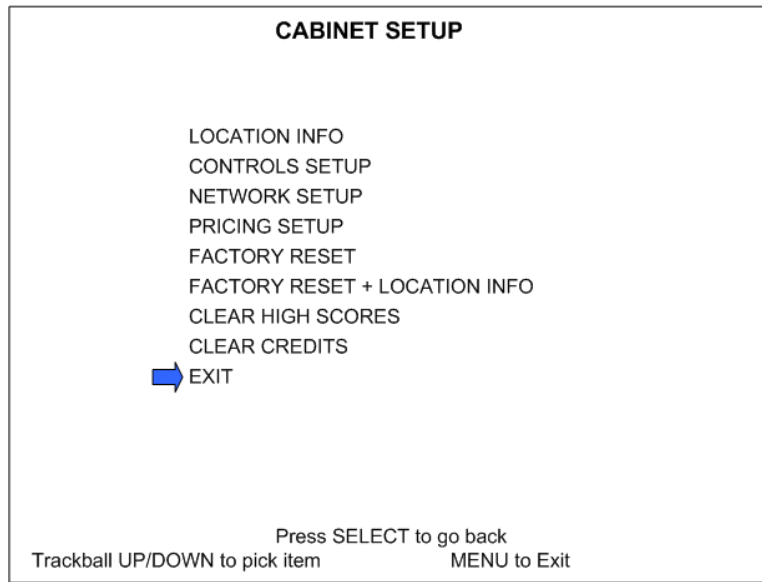 CABINET SETUP
LOCATION INFO
CONTROLS SETUP
NETWORK SETUP
PRICING SETUP
FACTORY RESET
FACTORY RESET + LOCATION INFO
CLEAR HIGH SCORES
CLEAR CREDITS
EXIT
Press SELECT to go back
Trackball UP/DOWN to pick item MENU to Exit